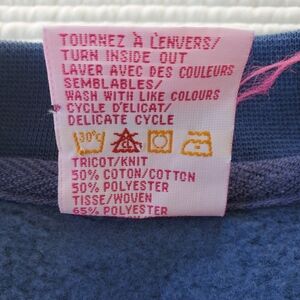 TOURNEZ À L'ENVERS/
TURN INSIDE OUT
LAVER AVEC DES COULEURS
SEMBLABLES/
WASH WITH LIKE COLOURS
CYCLE D'ELICAT/
DELICATE CYCLE
30°C
TRICOT/KNIT
50% COTON/COTTON
50% POLYESTER
TISSE/WOVEN
65% POLYESTER